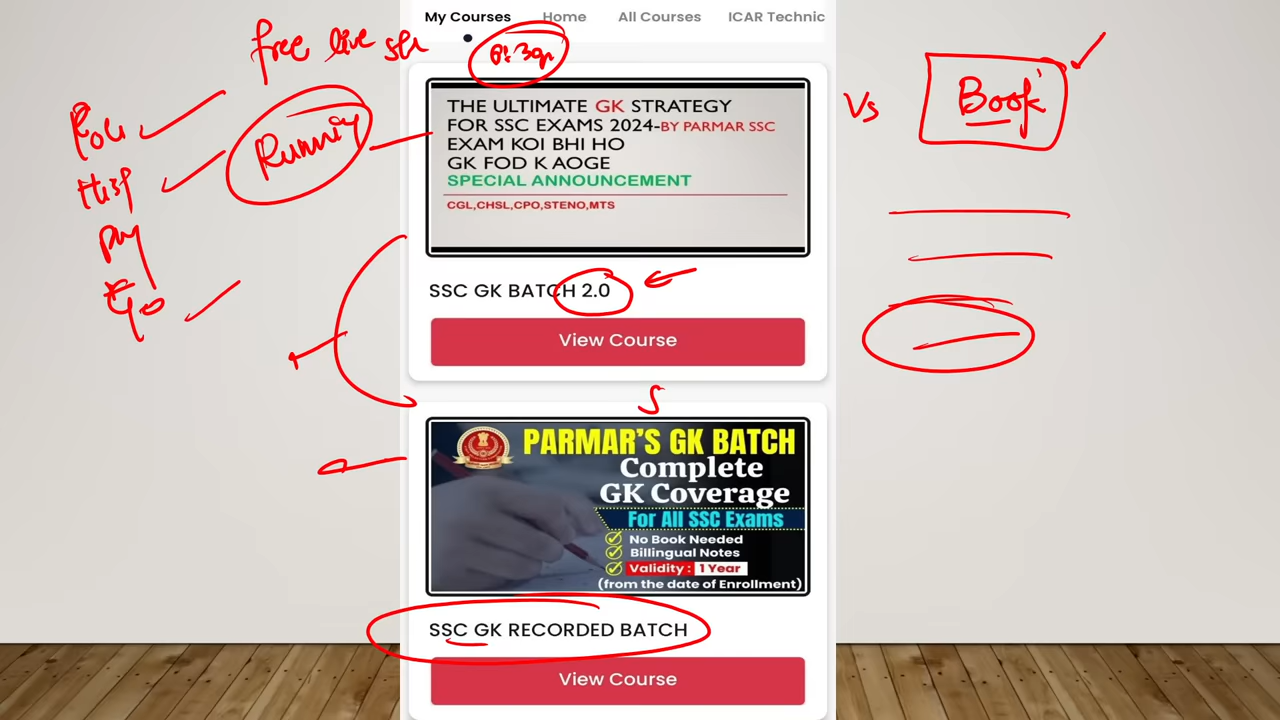 My Courses Home All Courses ICAR Technic
free live
Running
Vs
Book
THE ULTIMATE GK STRATEGY
FOR SSC EXAMS 2024-BY PARMAR SSC
EXAM KOI BHI HO
GK FOD K AOGE
SPECIAL ANNOUNCEMENT
CGL,CHSL,CPO,STENO,MTS
SSC GK BATCH 2.0
View Course
PARMAR'S GK BATCH
Complete
GK Coverage
For All SSC Exams
No Book Needed
Billingual Notes
Validity : 1 Year
(from the date of Enrollment)
SSC GK RECORDED BATCH
View Course